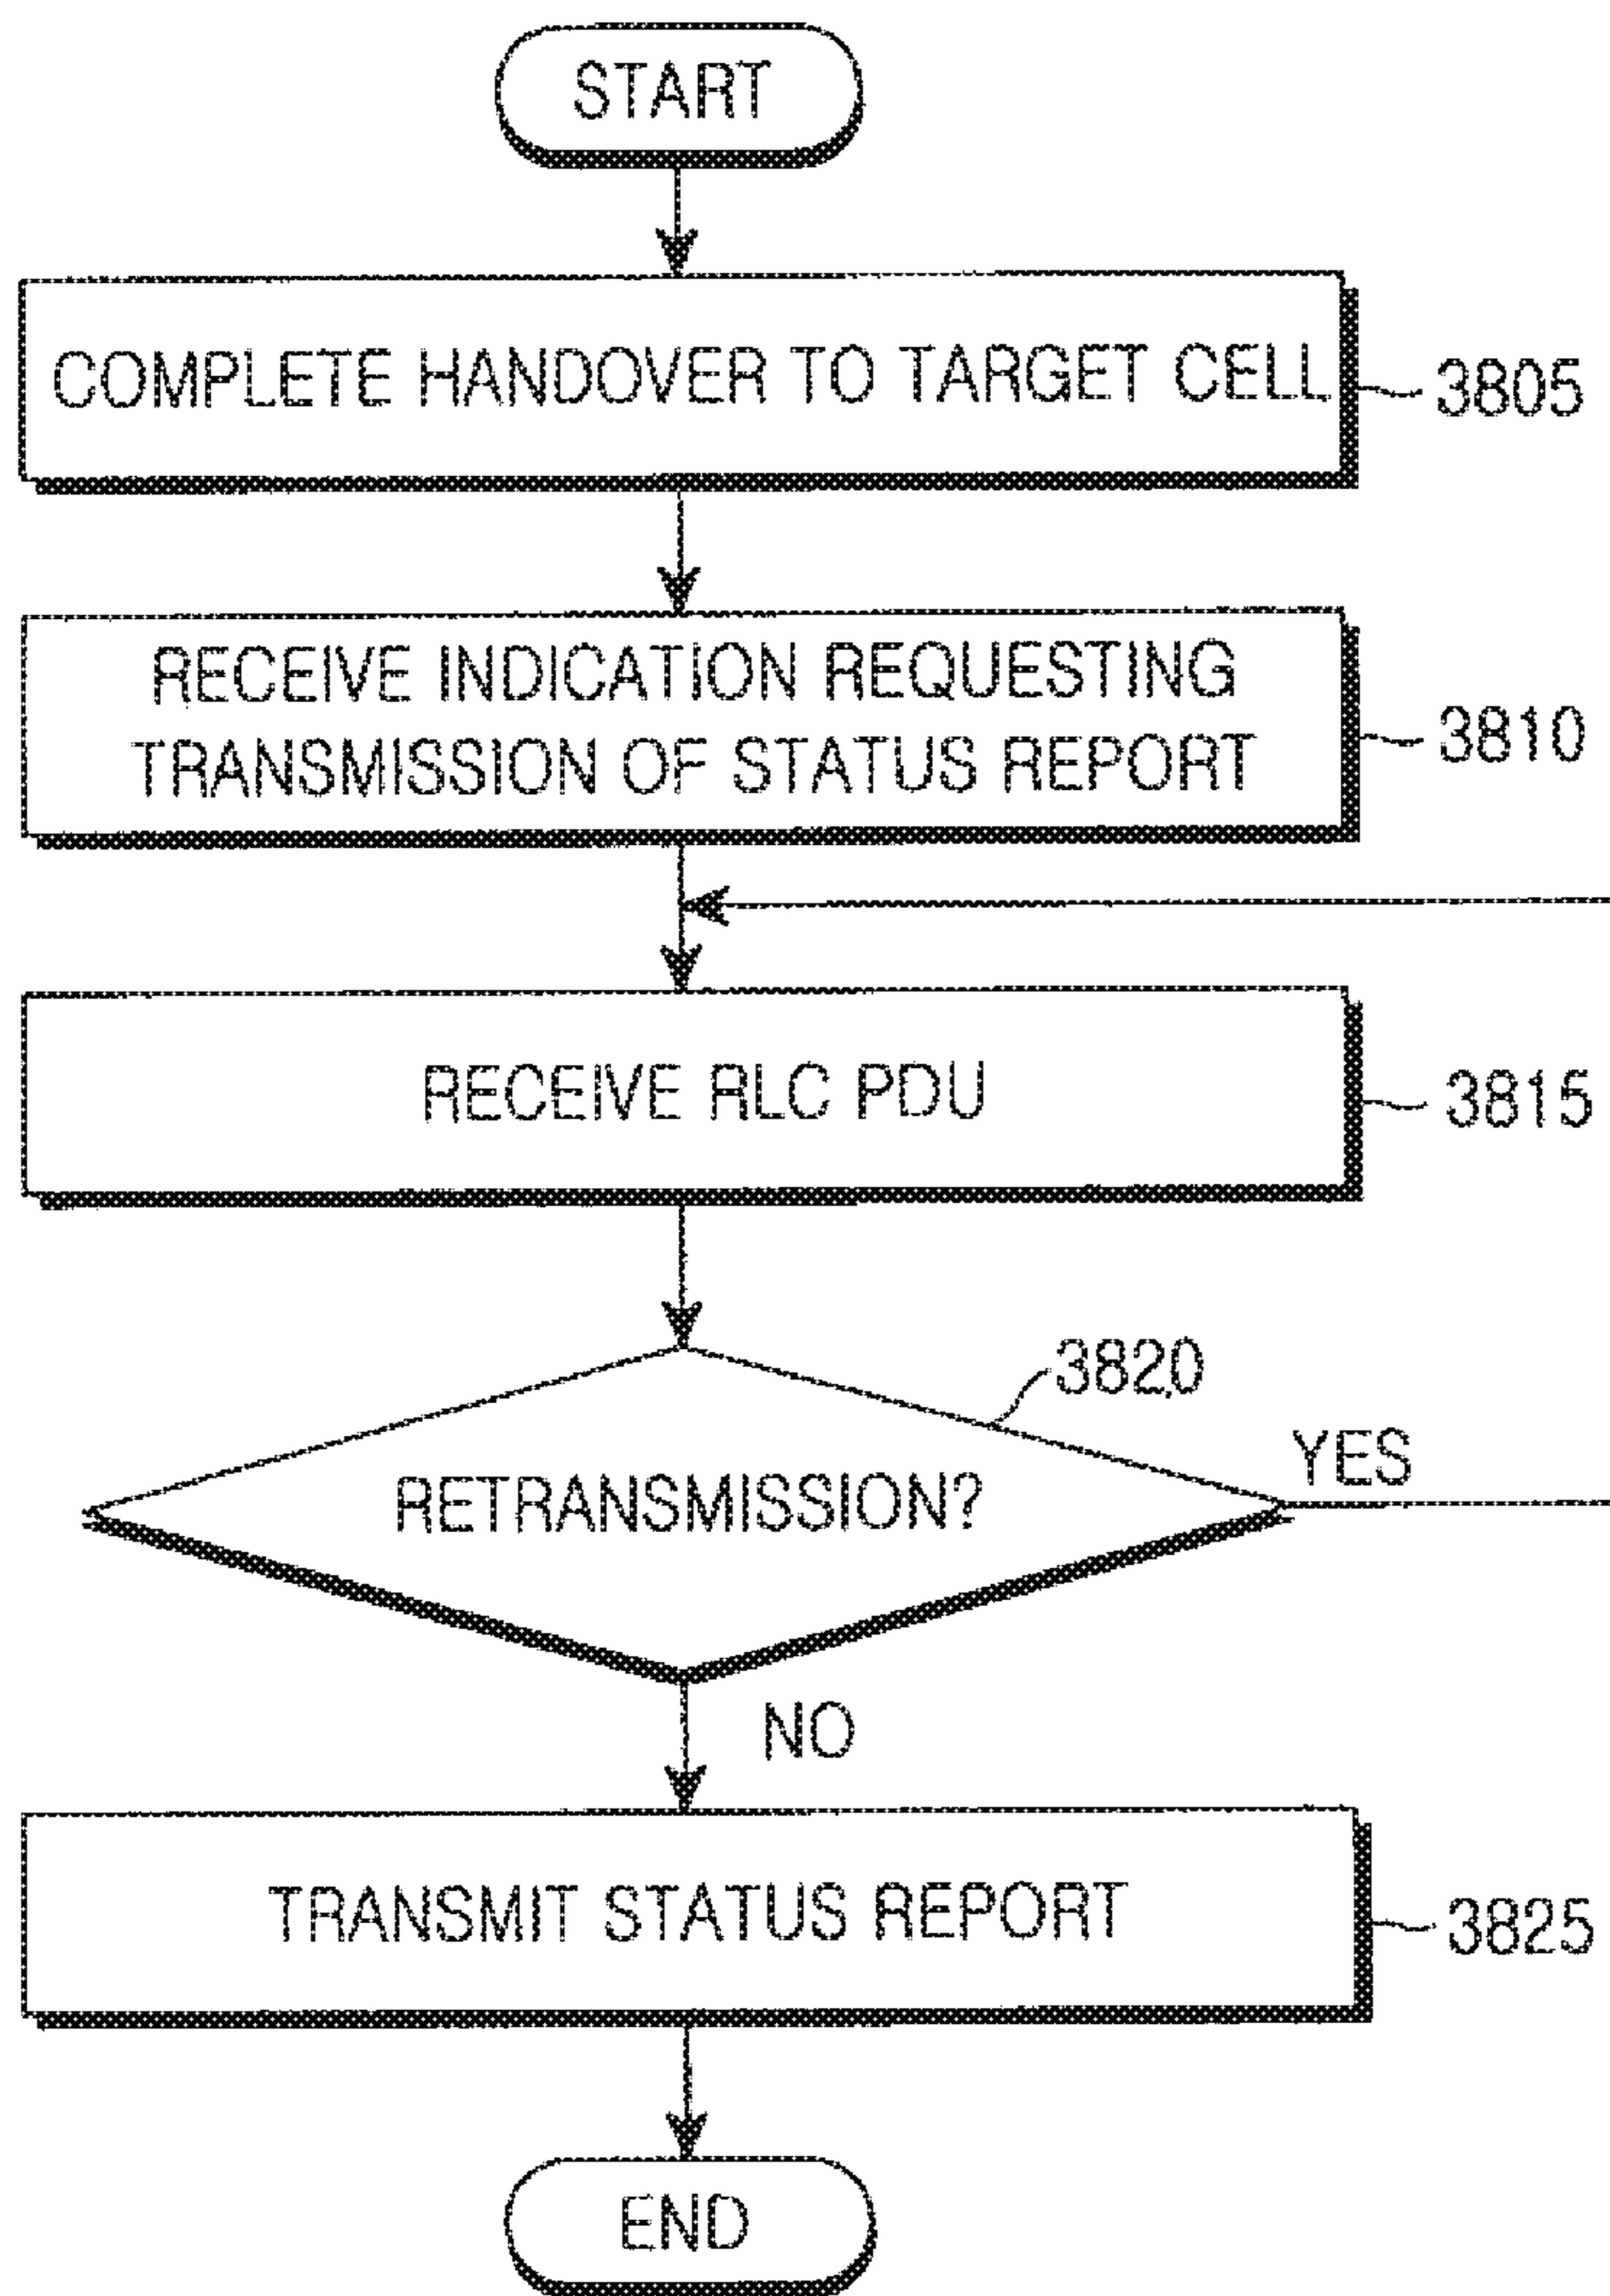 START
COMPLETE HANDOVER TO TARGET CELL
3805
RECEIVE INDICATION REQUESTING
TRANSMISSION OF STATUS REPORT
3810
RECEIVE RLC PDU
3815
3820
RETRANSMISSION?
YES
NO
TRANSMIT STATUS REPORT
3825
END